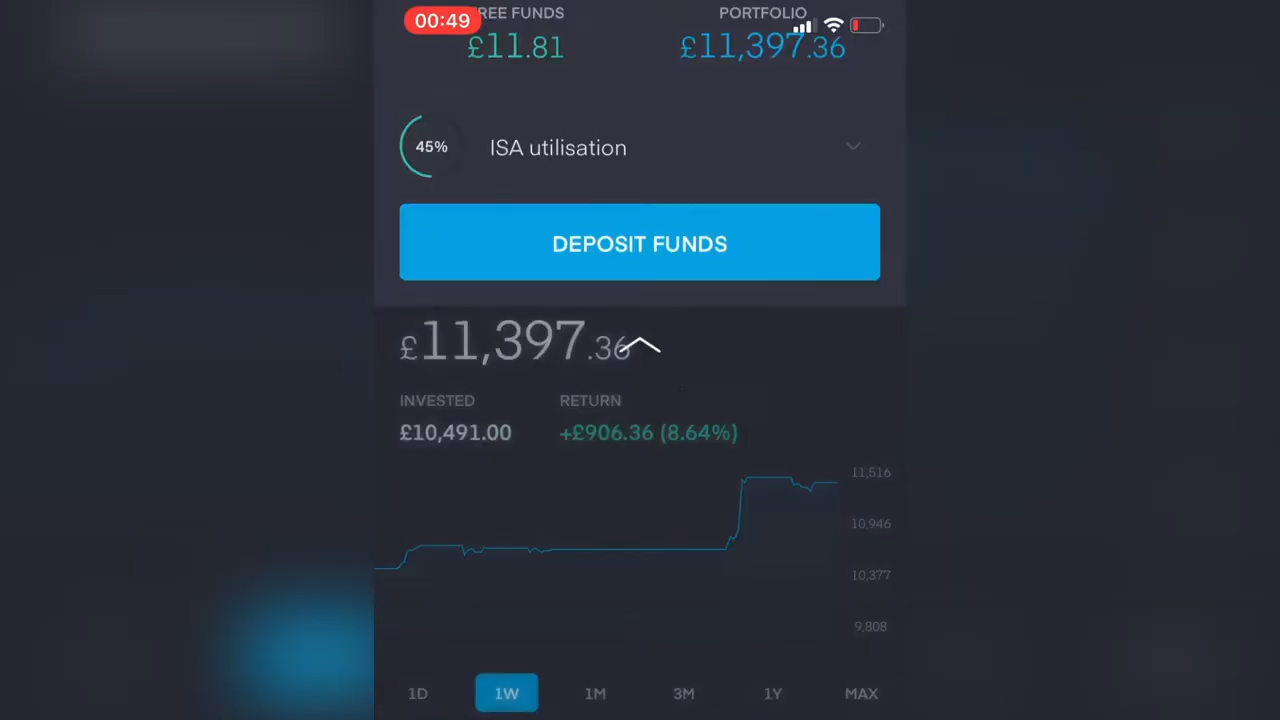 00:49
REE FUNDS PORTFOLIO
£11.81 £11,397.36
45% ISA utilisation
DEPOSIT FUNDS
£11,397.36
INVESTED RETURN
£10,491.00 +£906.36 (8.64%)
11,516
10,946
10,377
9,808
1D 1W 1M 3M 1Y MAX